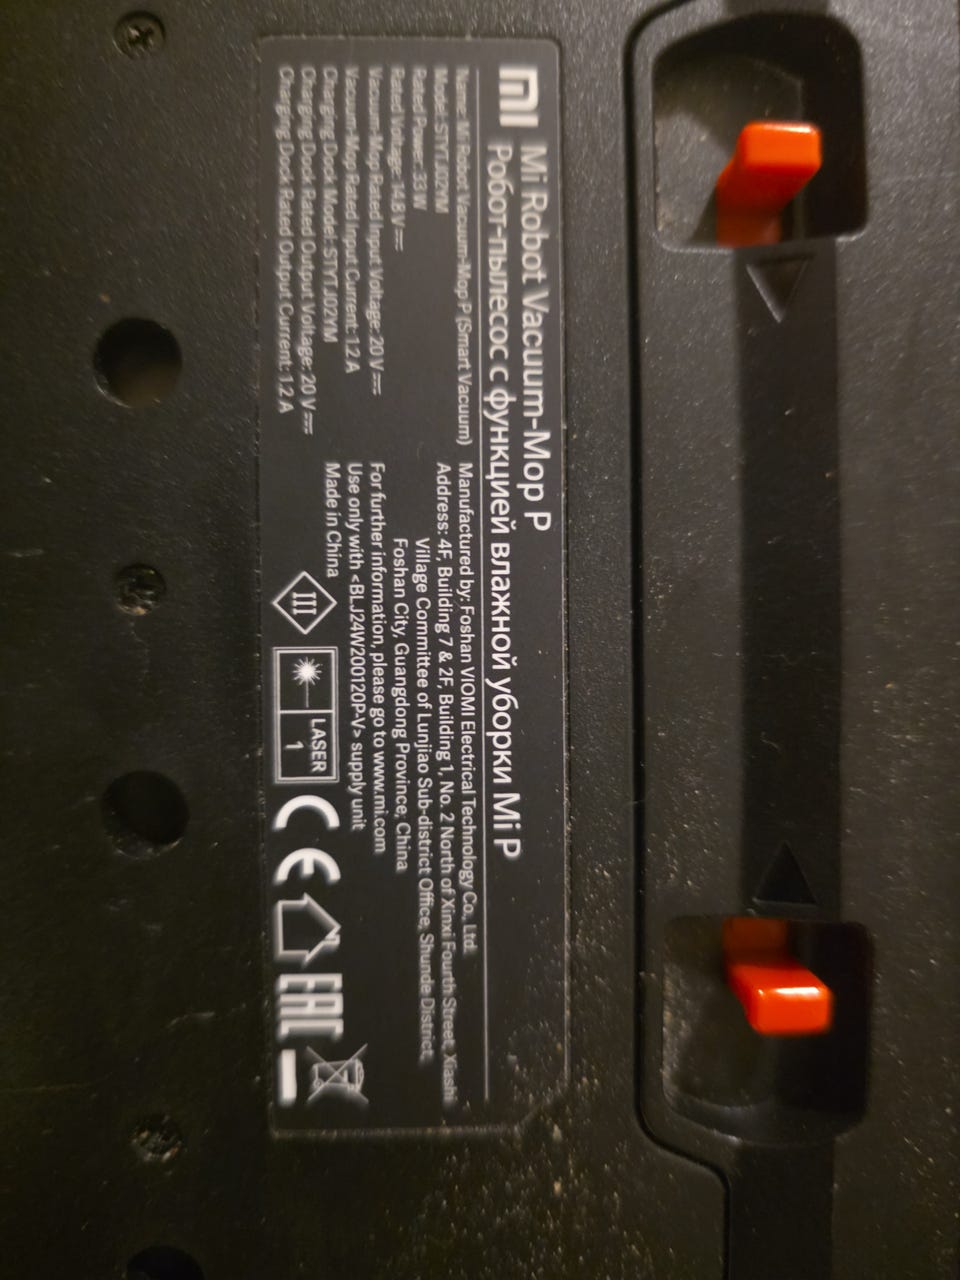 mi Mi Robot Vacuum-Mop P
Робот-пылесос с функцией влажной уборки Mi P
Name: Mi Robot Vacuum-Mop P (Smart Vacuum)
Model: STYTJ02YM
Rated Power: 33 W
Rated Voltage: 14.8 V⎓
Vacuum-Mop Rated Input Voltage: 20 V⎓
Vacuum-Mop Rated Input Current: 1.2 A
Charging Dock Model: STYTJ02YM
Charging Dock Rated Output Voltage: 20 V⎓
Charging Dock Rated Output Current: 1.2 A
Manufactured by: Foshan VIOMI Electrical Technology Co., Ltd.
Address: 4F, Building 7 & 2F, Building 1, No. 2 North of Xinxi Fourth Street, Xiashi
Village Committee of Lunjiao Sub-district Office, Shunde District,
Foshan City, Guangdong Province, China
For further information, please go to www.mi.com
Use only with <BLJ24W200120P-V> supply unit
Made in China
III
LASER
1
CE
EAC